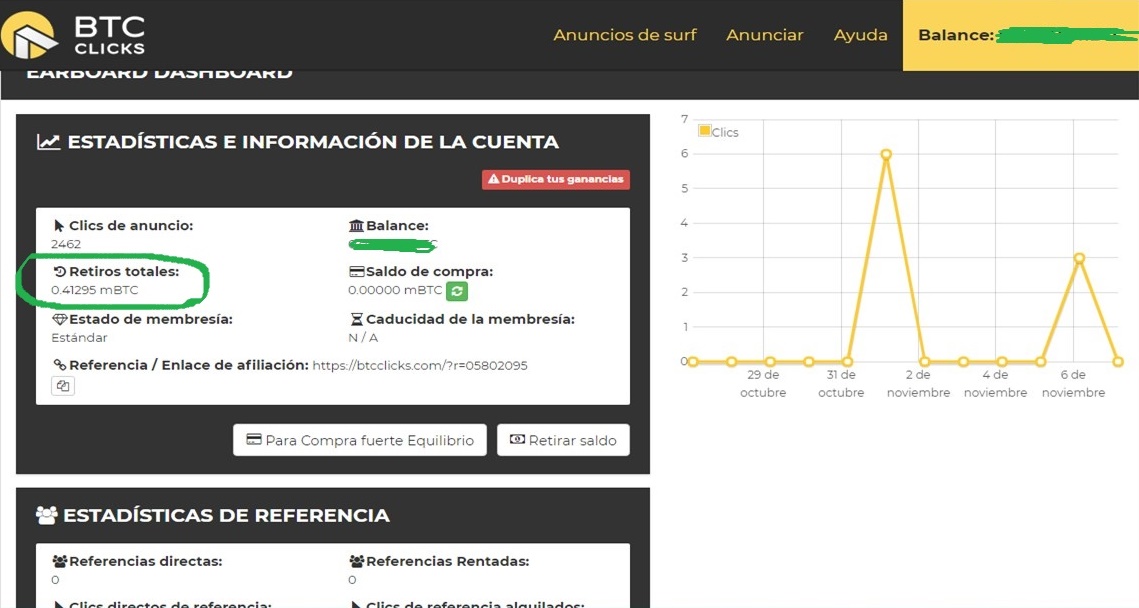 BTC
CLICKS
Anuncios de surf
Anunciar
Ayuda
Balance:
EARBOARD DASHBOARD
ESTADÍSTICAS E INFORMACIÓN DE LA CUENTA
Duplica tus ganancias
Clics de anuncio:
2462
Balance:
Retiros totales:
0.41295 mBTC
Saldo de compra:
0.00000 mBTC
Estado de membresía:
Estándar
Caducidad de la membresía:
N / A
Referencia / Enlace de afiliación: https://btcclicks.com/?r=05802095
Para Compra fuerte Equilibrio
Retirar saldo
ESTADÍSTICAS DE REFERENCIA
Referencias directas:
0
Referencias Rentadas:
0
Clics directos de referencia:
Clics de referencia alquilados:
Clics
7
6
5
4
3
2
1
0
29 de
octubre
31 de
octubre
2 de
noviembre
4 de
noviembre
6 de
noviembre